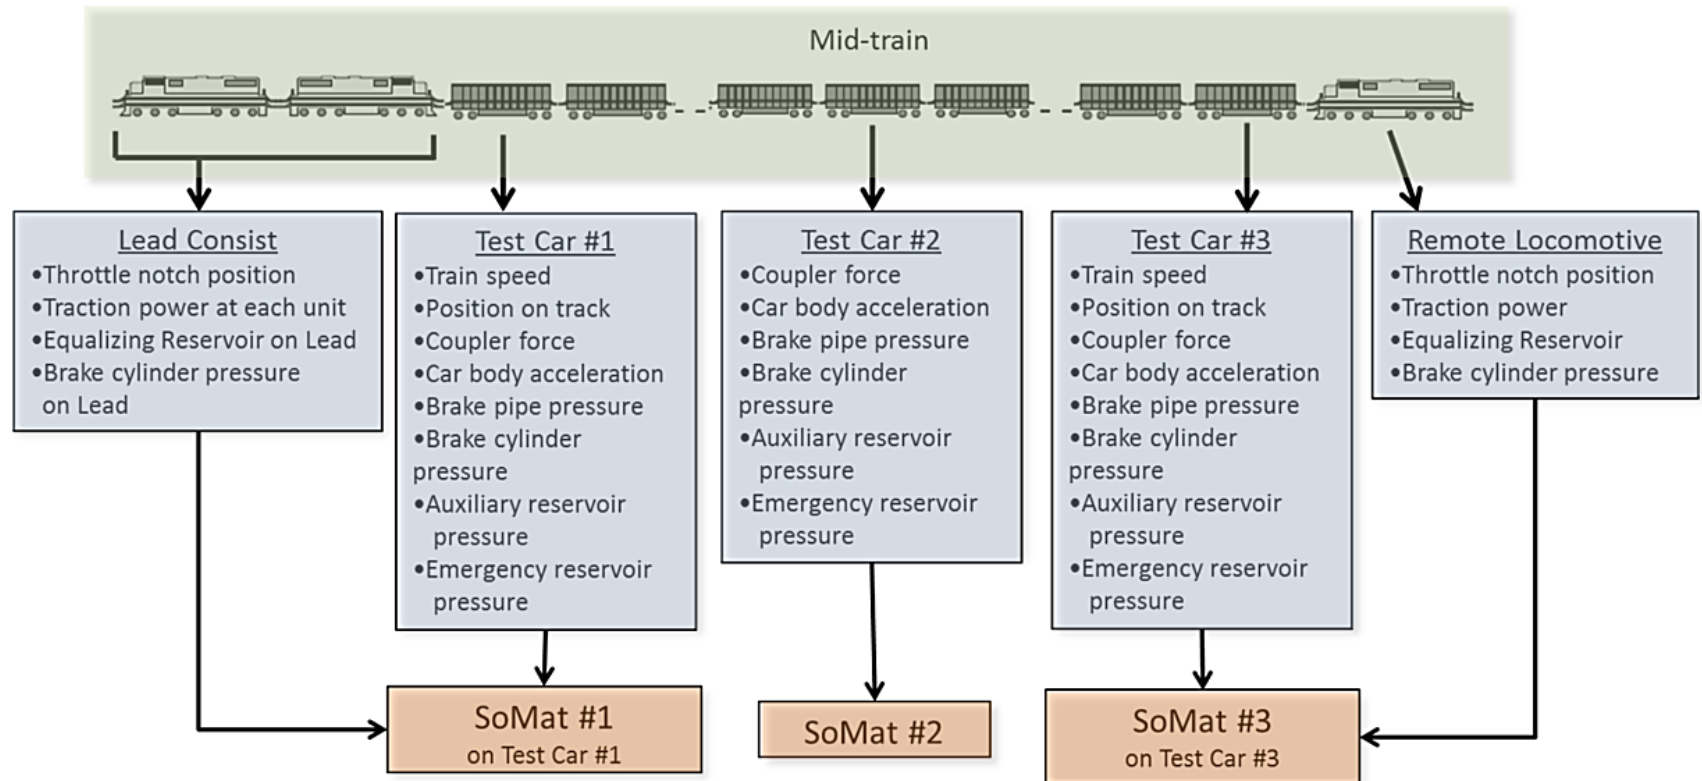 Mid-train
Lead Consist
•Throttle notch position
•Traction power at each unit
•Equalizing Reservoir on Lead
•Brake cylinder pressure
on Lead
Test Car #1
•Train speed
•Position on track
•Coupler force
•Car body acceleration
•Brake pipe pressure
•Brake cylinder
pressure
•Auxiliary reservoir
pressure
•Emergency reservoir
pressure
Test Car #2
•Coupler force
•Car body acceleration
•Brake pipe pressure
•Brake cylinder
pressure
•Auxiliary reservoir
pressure
•Emergency reservoir
pressure
Test Car #3
•Train speed
•Position on track
•Coupler force
•Car body acceleration
•Brake pipe pressure
•Brake cylinder
pressure
•Auxiliary reservoir
pressure
•Emergency reservoir
pressure
Remote Locomotive
•Throttle notch position
•Traction power
•Equalizing Reservoir
•Brake cylinder pressure
SoMat #1
on Test Car #1
SoMat #2
SoMat #3
on Test Car #3